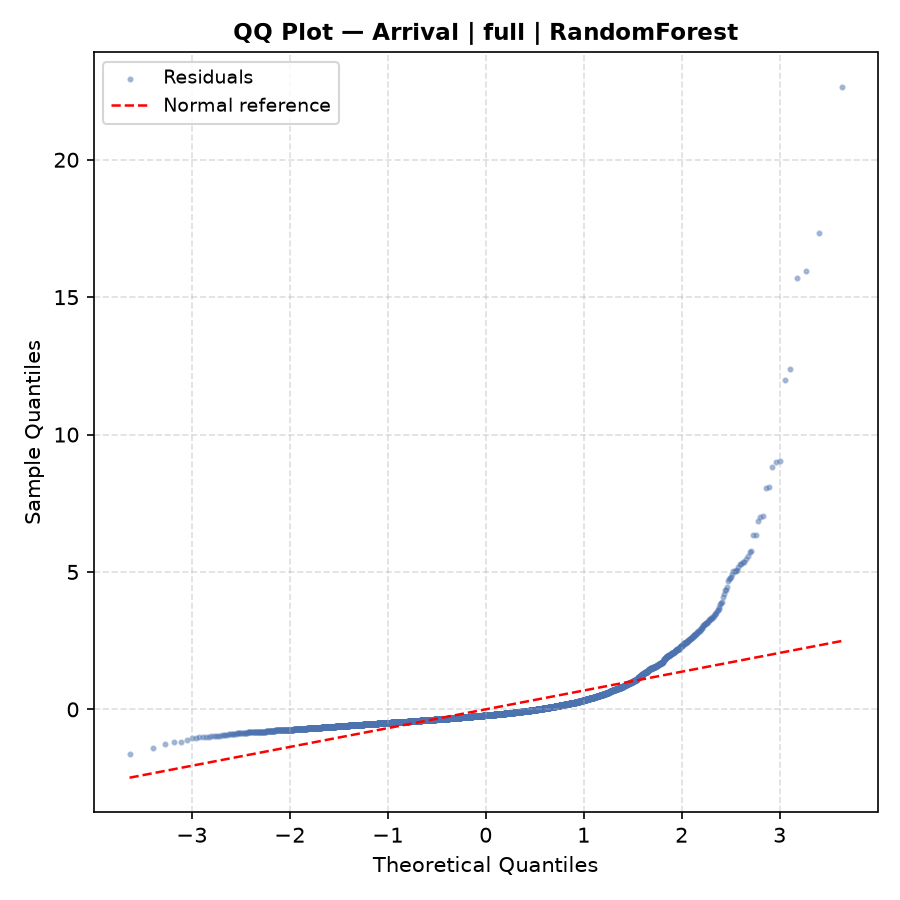 QQ Plot — Arrival | full | RandomForest
Residuals
Normal reference
20
15
10
5
0
Sample Quantiles
−3
−2
−1
0
1
2
3
Theoretical Quantiles